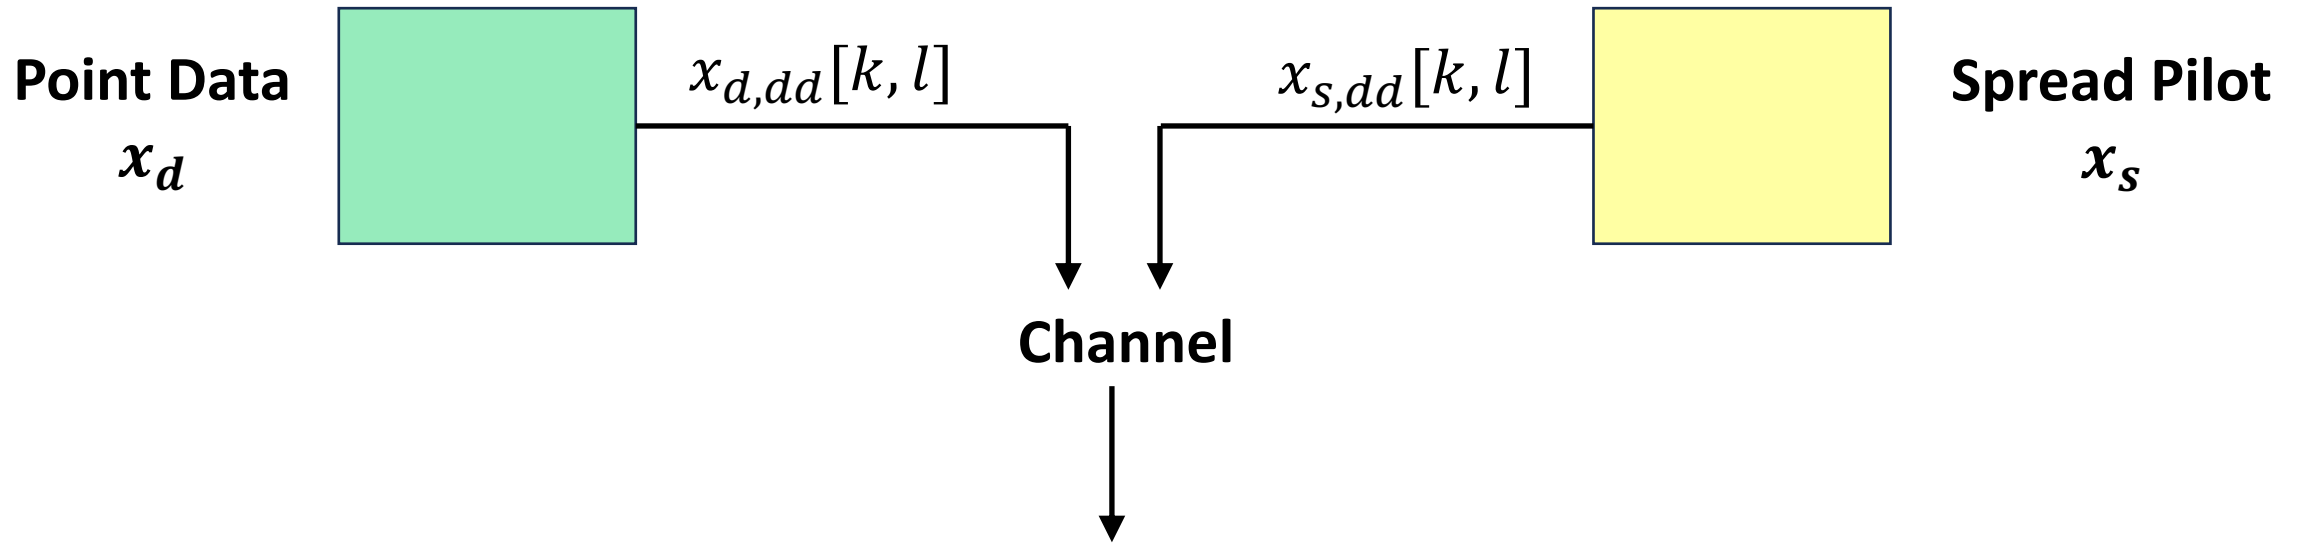 Point Data
x_d
x_{d,dd}[k, l]
x_{s,dd}[k, l]
Spread Pilot
x_s
Channel